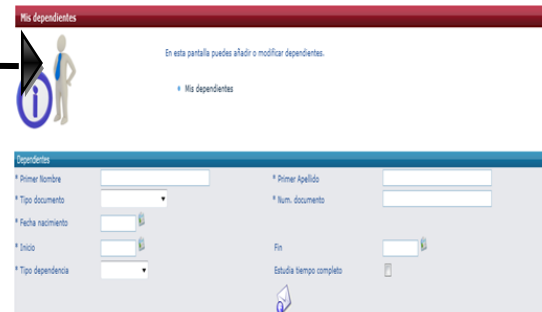 Mis dependientes
En esta pantalla puedes añadir o modificar dependientes.
Mis dependientes
Dependientes
* Primer Nombre
* Primer Apellido
* Tipo documento
* Num. documento
* Fecha nacimiento
* Inicio
Fin
* Tipo dependencia
Estudia tiempo completo